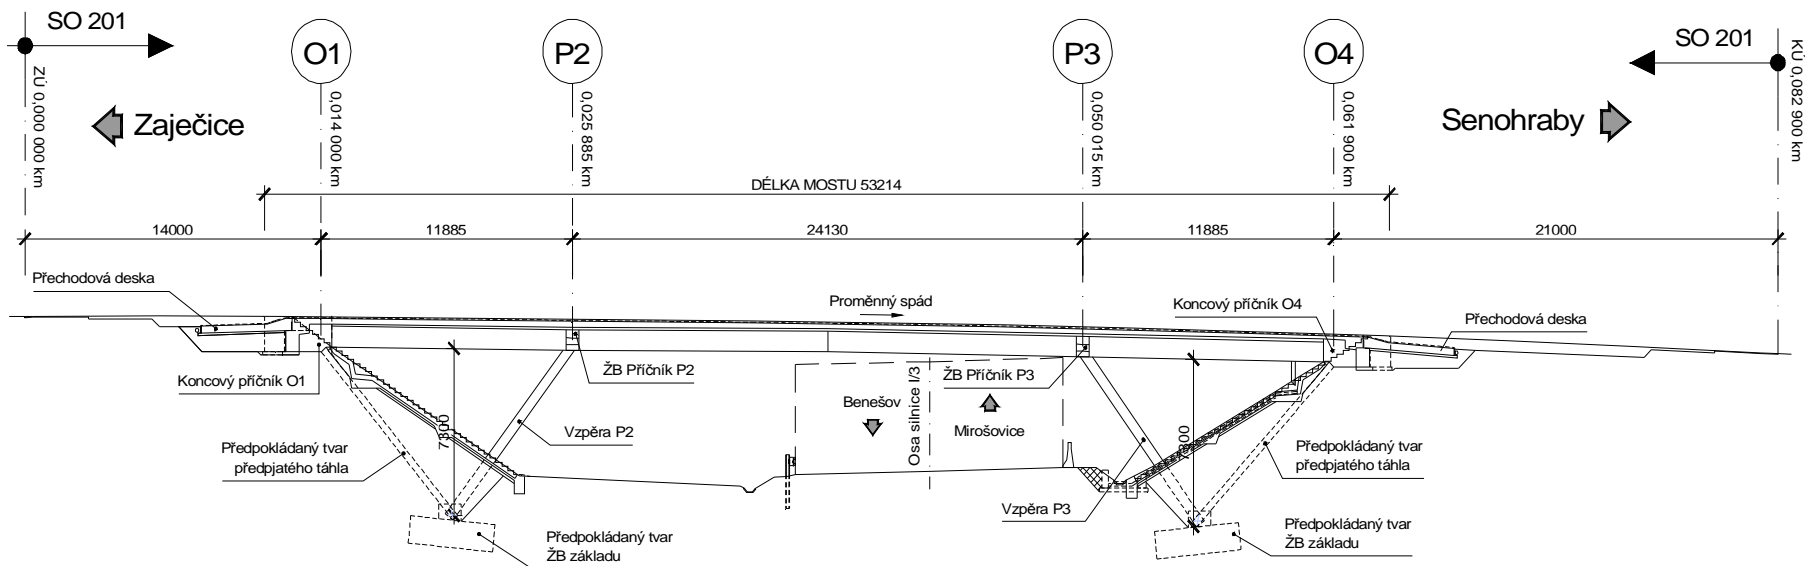 SO 201
O1
P2
P3
O4
SO 201
ZÚ 0,000 000 km
0,014 000 km
0,025 885 km
0,050 015 km
0,061 900 km
KÚ 0,082 900 km
Zaječice
Senohraby
DÉLKA MOSTU 53214
14000
11885
24130
11885
21000
Přechodová deska
Proměnný spád
Koncový příčník O4
Přechodová deska
Koncový příčník O1
ŽB Příčník P2
ŽB Příčník P3
Benešov
Osa silnice I/3
Mirošovice
7300
Vzpěra P2
Předpokládaný tvar
předpjatého táhla
Předpokládaný tvar
předpjatého táhla
Vzpěra P3
Předpokládaný tvar
ŽB základu
Předpokládaný tvar
ŽB základu